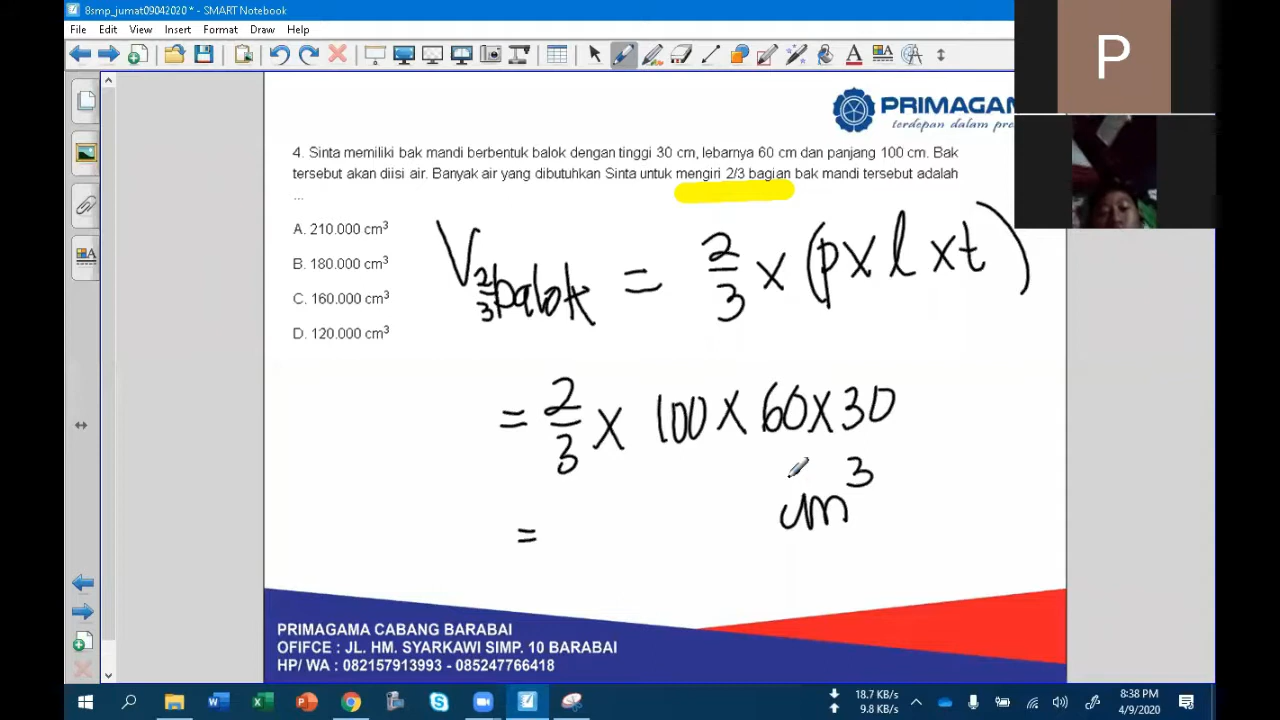 8smp_jumat09042020 * - SMART Notebook
File Edit View Insert Format Draw Help
P
PRIMAGAM
terdepan dalam pre
4. Sinta memiliki bak mandi berbentuk balok dengan tinggi 30 cm, lebarnya 60 cm dan panjang 100 cm. Bak
tersebut akan diisi air. Banyak air yang dibutuhkan Sinta untuk mengiri 2/3 bagian bak mandi tersebut adalah
...
A. 210.000 cm³
B. 180.000 cm³
C. 160.000 cm³
D. 120.000 cm³
V 2/3 balok = 2/3 x (p x l x t)
= 2/3 x 100 x 60 x 30
= cm³
PRIMAGAMA CABANG BARABAI
OFIFCE : JL. HM. SYARKAWI SIMP. 10 BARABAI
HP/ WA : 082157913993 - 085247766418
18.7 KB/s
9.8 KB/s
8:38 PM
4/9/2020